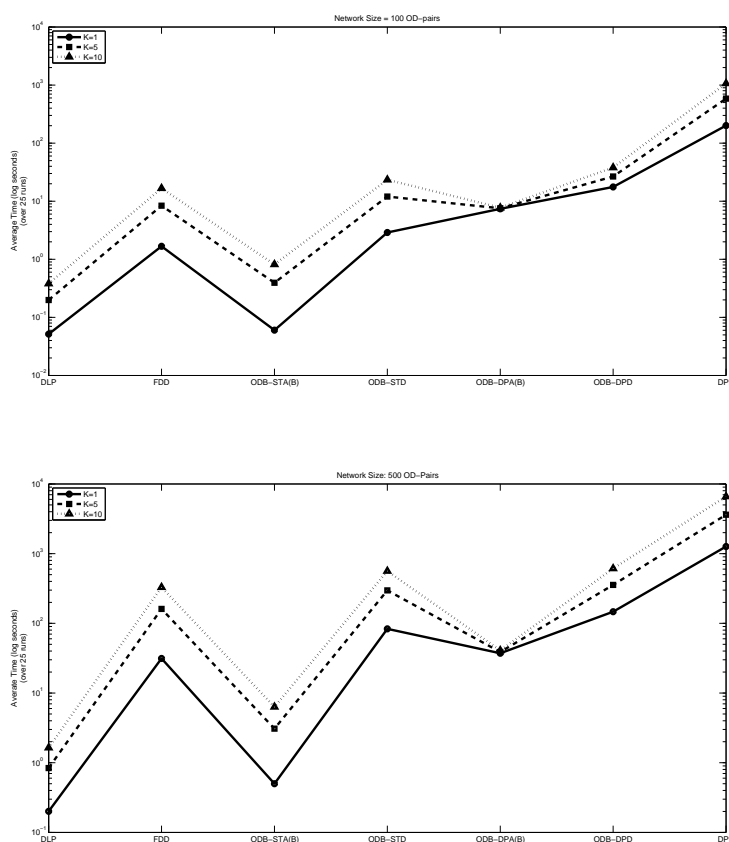 Network Size = 100 OD−pairs
10^4
K=1
K=5
K=10
10^3
10^2
10^1
10^0
10^−1
10^−2
Average Time (log seconds)
(over 25 runs)
DLP FDD ODB−STA(B) ODB−STD ODB−DPA(B) ODB−DPD DP
Network Size: 500 OD−Pairs
10^4
K=1
K=5
K=10
10^3
10^2
10^1
10^0
10^−1
Averate Time (log seconds)
(over 25 runs)
DLP FDD ODB−STA(B) ODB−STD ODB−DPA(B) ODB−DPD DP